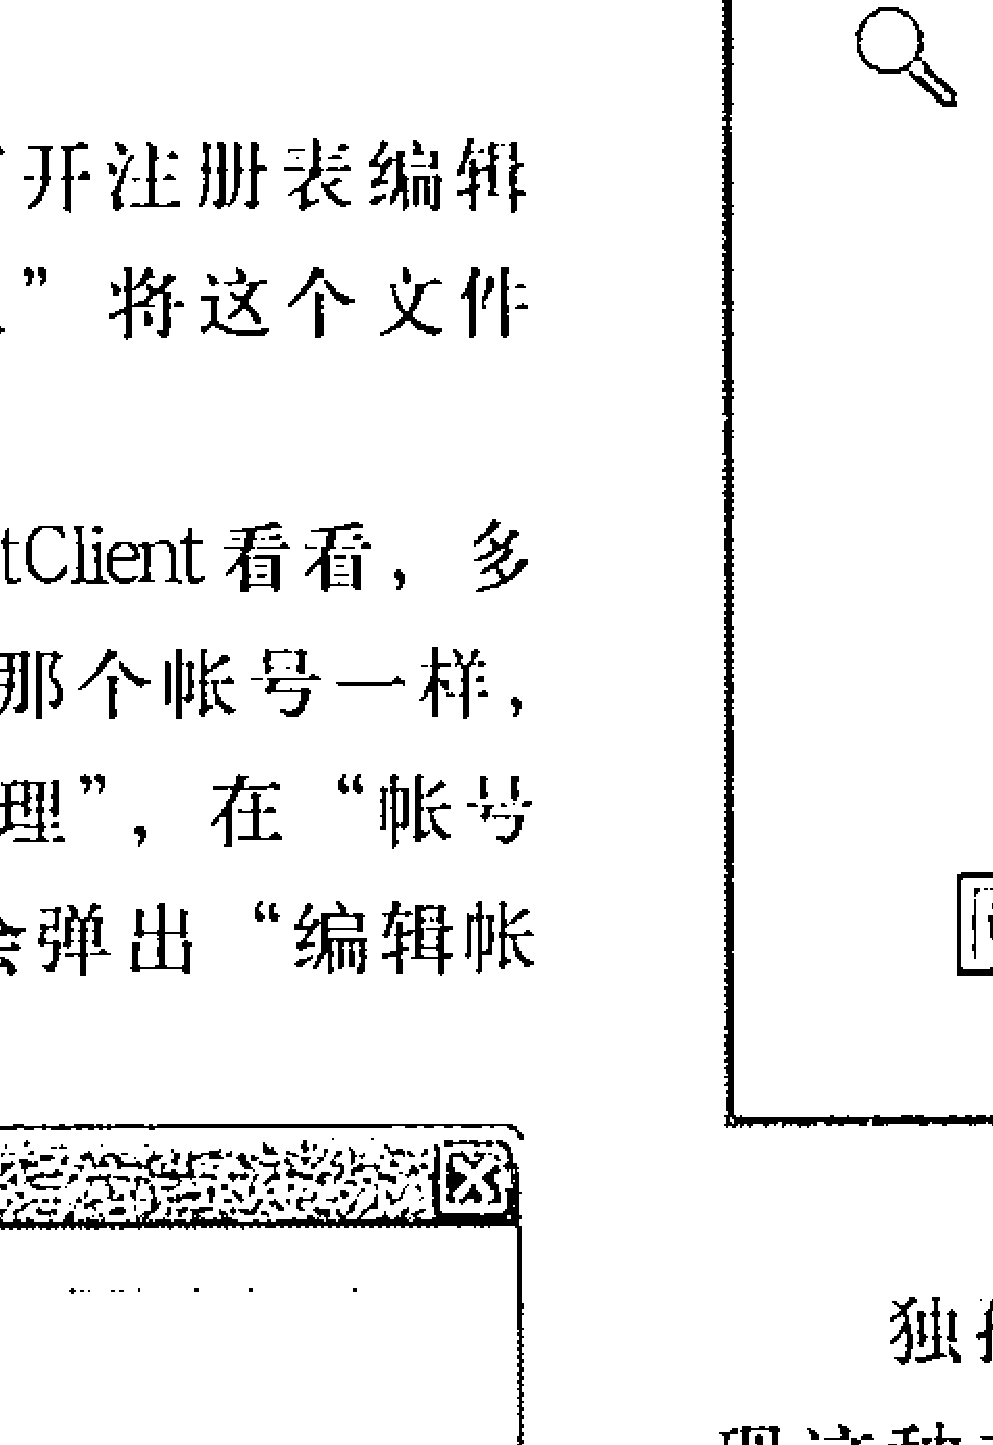 开注册表编辑
” 将这个文件
tClient 看看，多
那个帐号一样，
理”，在“帐号
会弹出“编辑帐
独